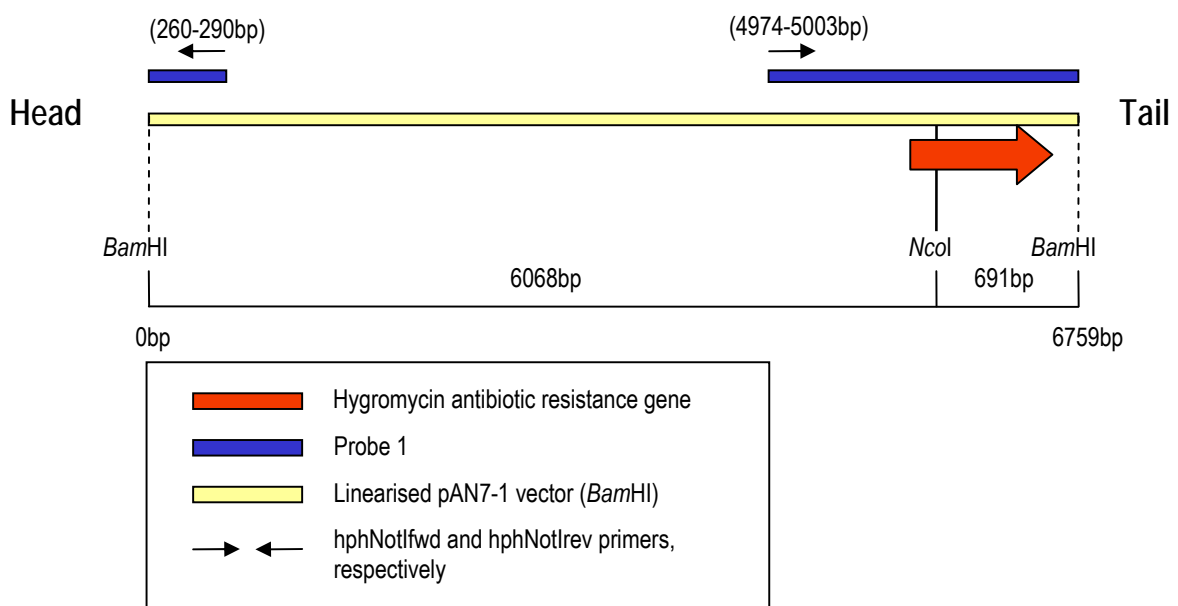 (260-290bp)
(4974-5003bp)
Head
Tail
BamHI
NcoI
BamHI
6068bp
691bp
0bp
6759bp
Hygromycin antibiotic resistance gene
Probe 1
Linearised pAN7-1 vector (BamHI)
hphNotIfwd and hphNotIrev primers,
respectively